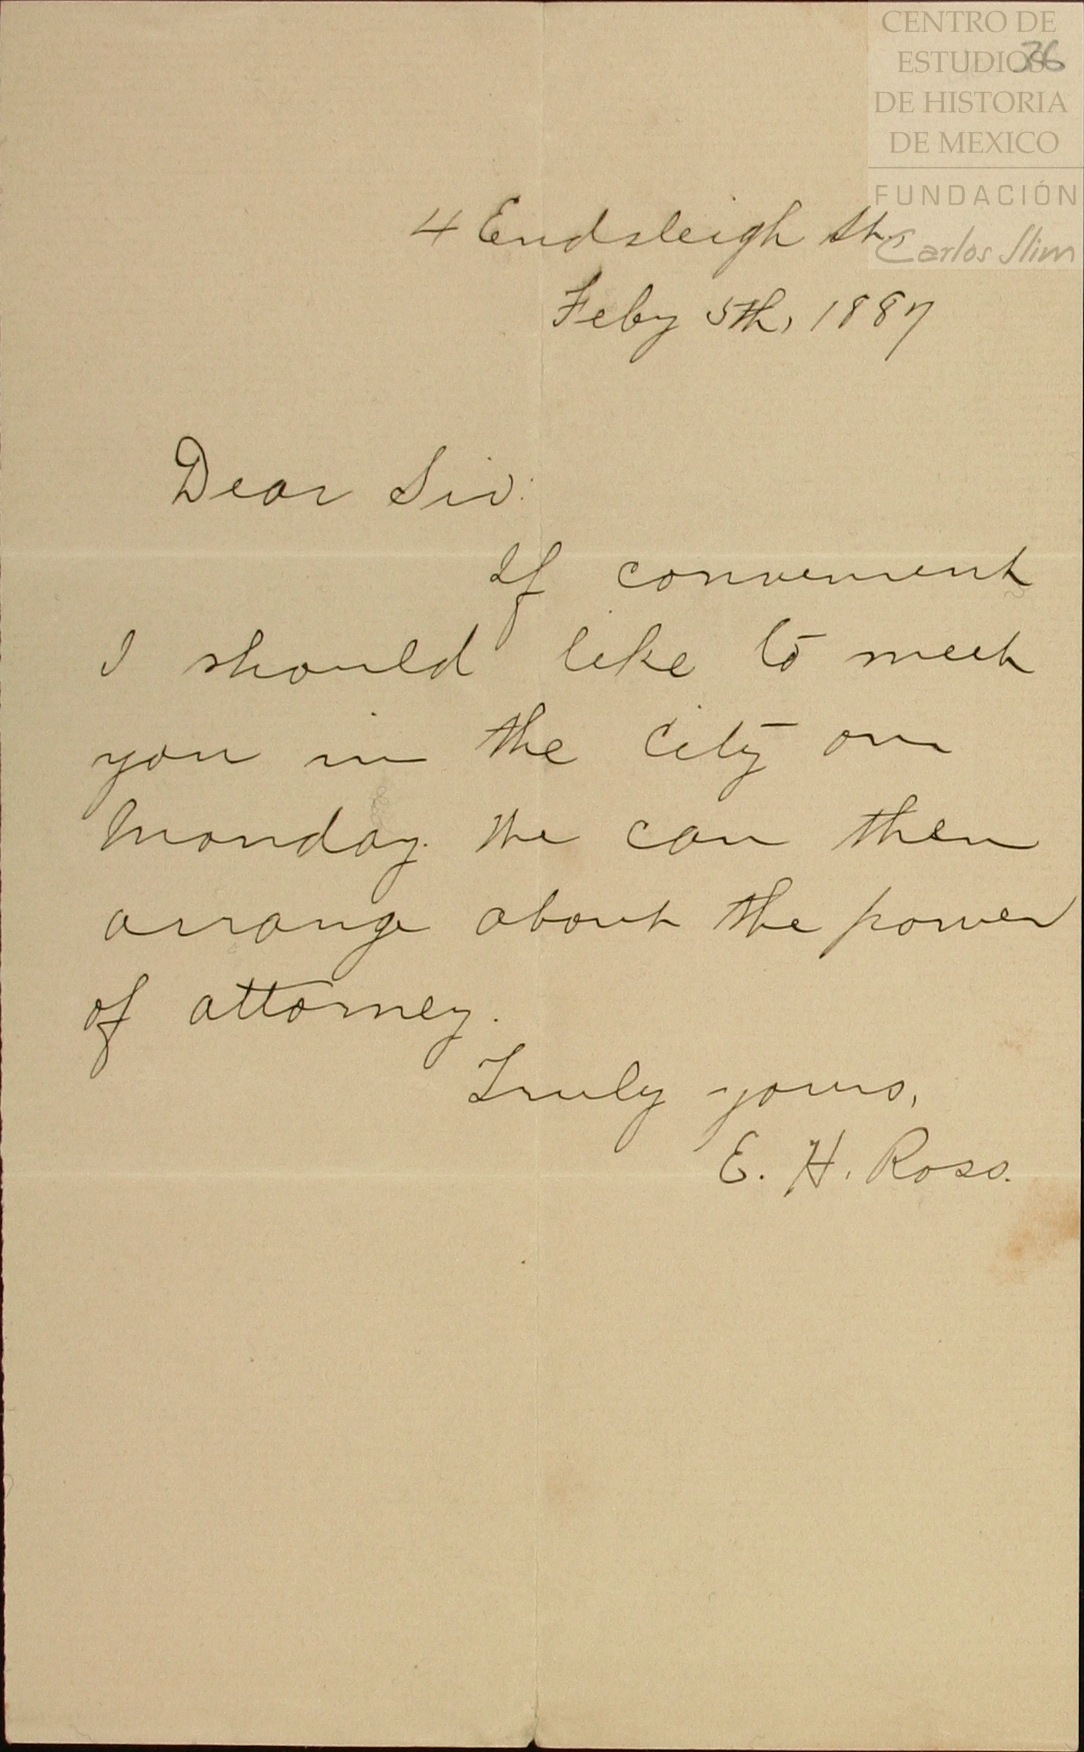 CENTRO DE
ESTUDIOS
36
DE HISTORIA
DE MEXICO
FUNDACIÓN
Carlos Slim
4 Endsleigh St.
Feby 5th, 1887
Dear Sir:
If convenient
I should like to meet
you in the City on
Monday. We can then
arrange about the power
of attorney.
Truly yours,
E. H. Ross.